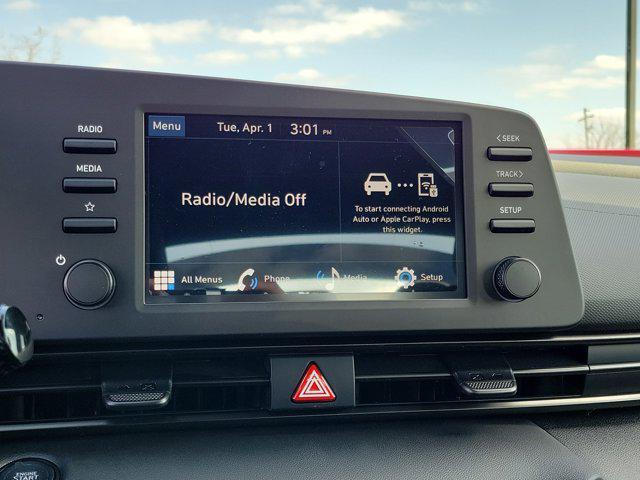 RADIO
MEDIA
Menu Tue, Apr. 1 3:01 PM
Radio/Media Off
To start connecting Android
Auto or Apple CarPlay, press
this widget.
All Menus Phone Media Setup
< SEEK
TRACK >
SETUP
ENGINE
START